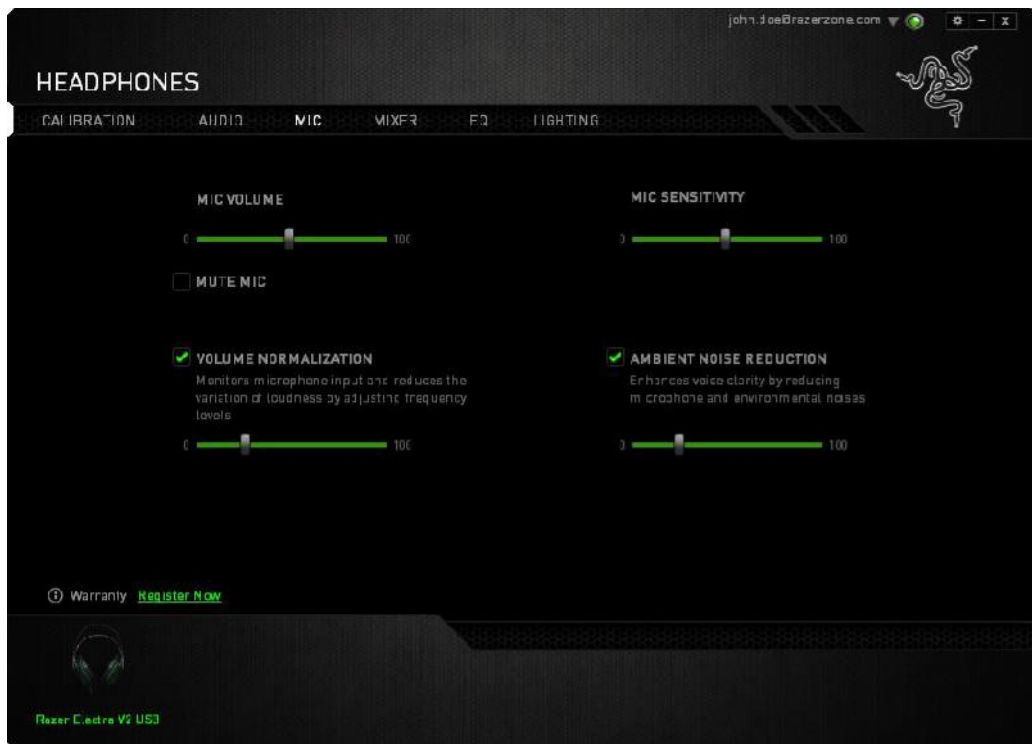 john.doe@razerzone.com
HEADPHONES
CALIBRATION AUDIO MIC MIXER EQ LIGHTING
MIC VOLUME
0 100
MUTE MIC
MIC SENSITIVITY
0 100
VOLUME NORMALIZATION
Monitors microphone input and reduces the
variation of loudness by adjusting frequency
levels
0 100
AMBIENT NOISE REDUCTION
Enhances voice clarity by reducing
microphone and environmental noises
0 100
Warranty Register Now
Razer Electra V2 USB